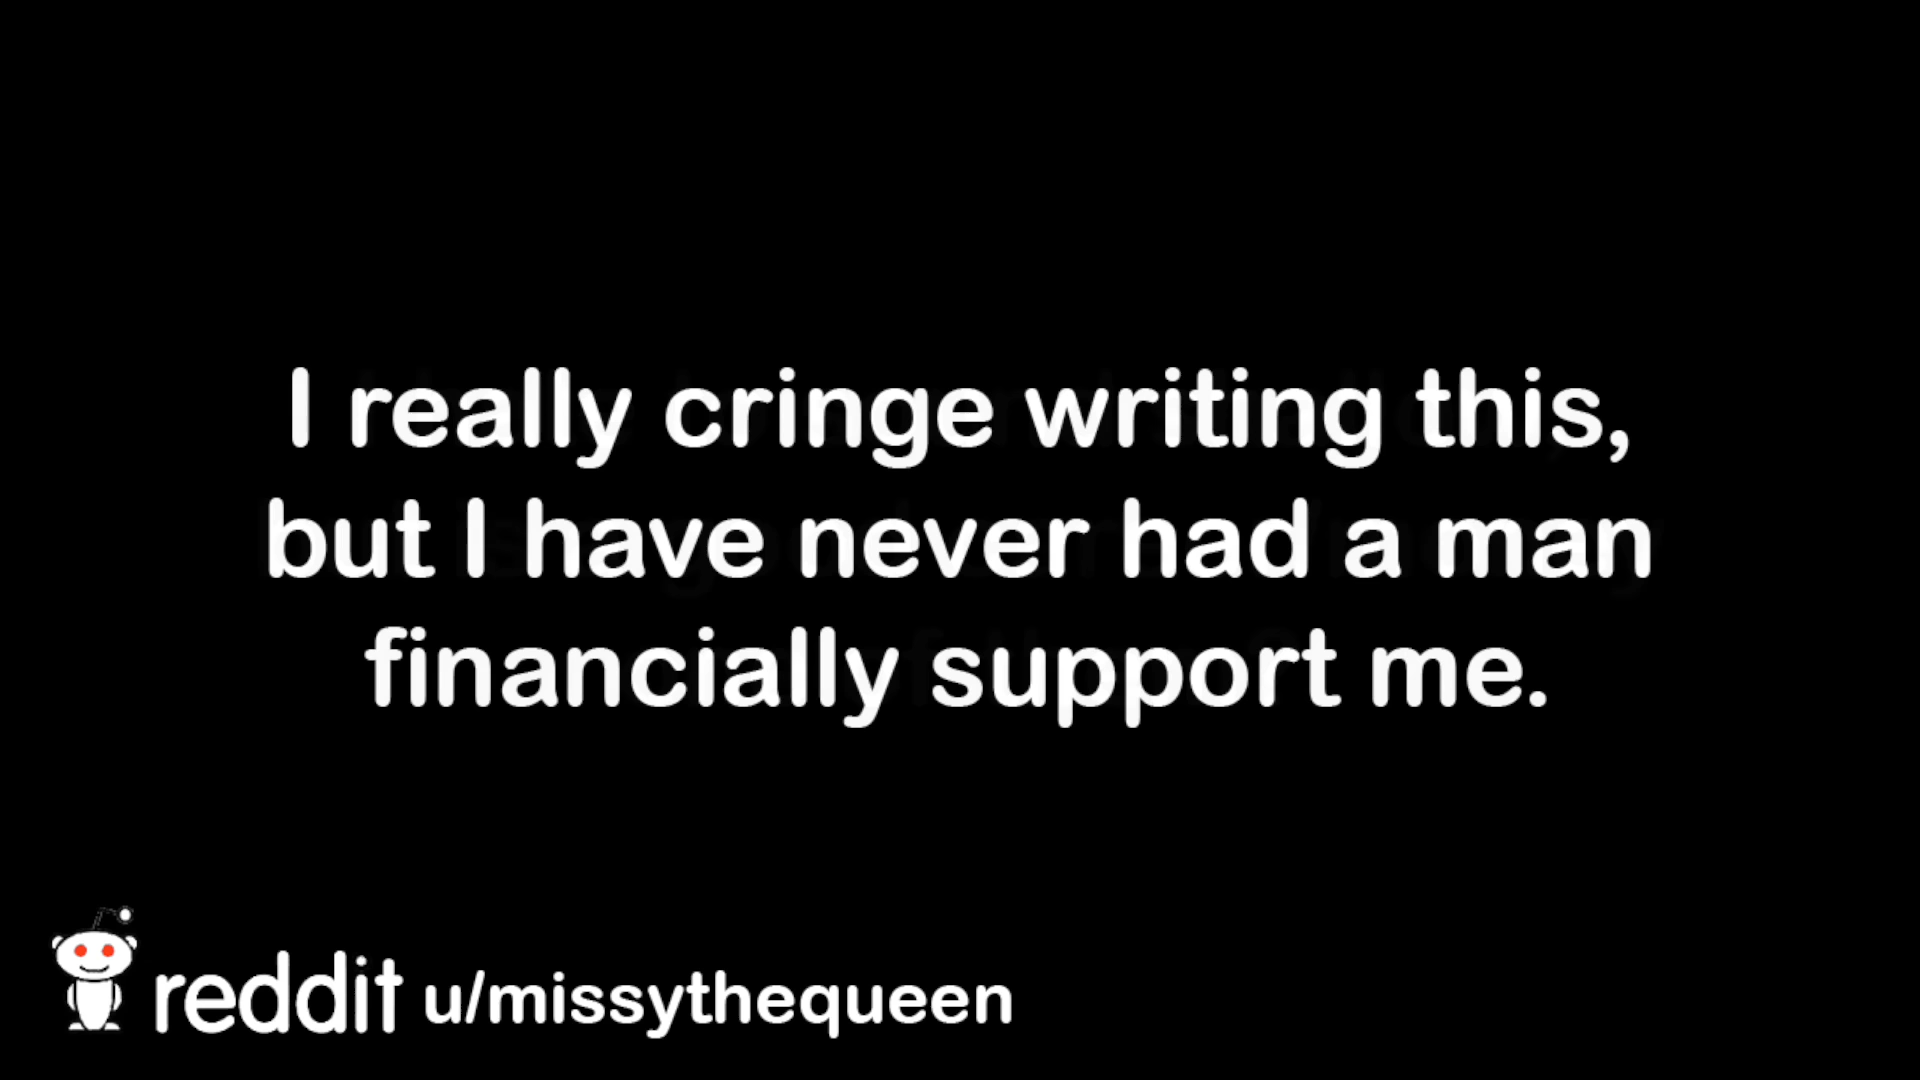 I really cringe writing this,
but I have never had a man
financially support me.
reddit u/missythequeen